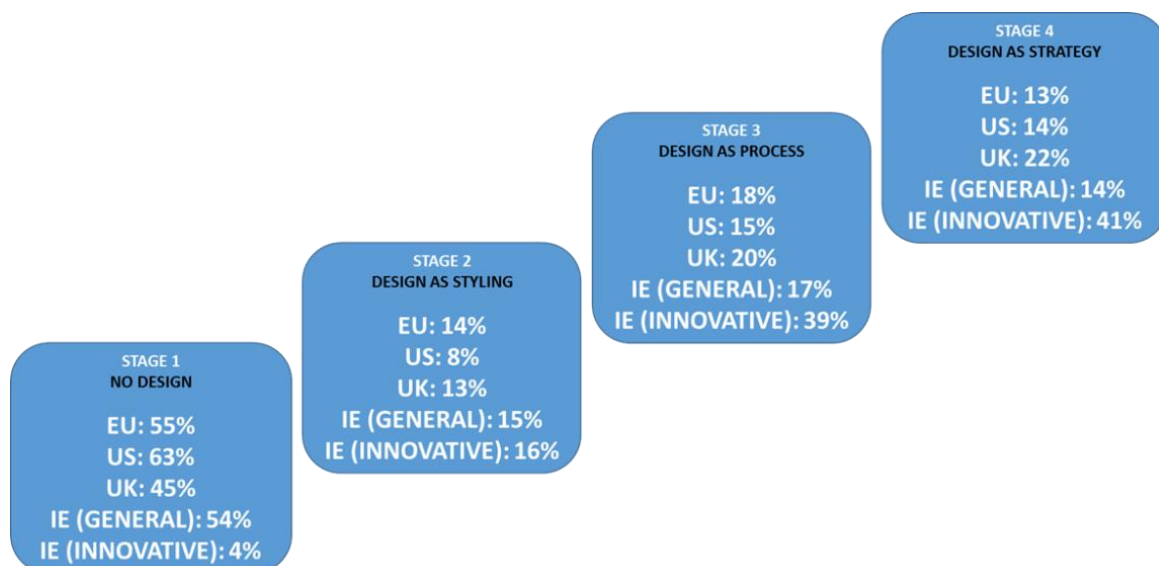 STAGE 4
DESIGN AS STRATEGY
EU: 13%
US: 14%
UK: 22%
IE (GENERAL): 14%
IE (INNOVATIVE): 41%
STAGE 3
DESIGN AS PROCESS
EU: 18%
US: 15%
UK: 20%
IE (GENERAL): 17%
IE (INNOVATIVE): 39%
STAGE 2
DESIGN AS STYLING
EU: 14%
US: 8%
UK: 13%
IE (GENERAL): 15%
IE (INNOVATIVE): 16%
STAGE 1
NO DESIGN
EU: 55%
US: 63%
UK: 45%
IE (GENERAL): 54%
IE (INNOVATIVE): 4%